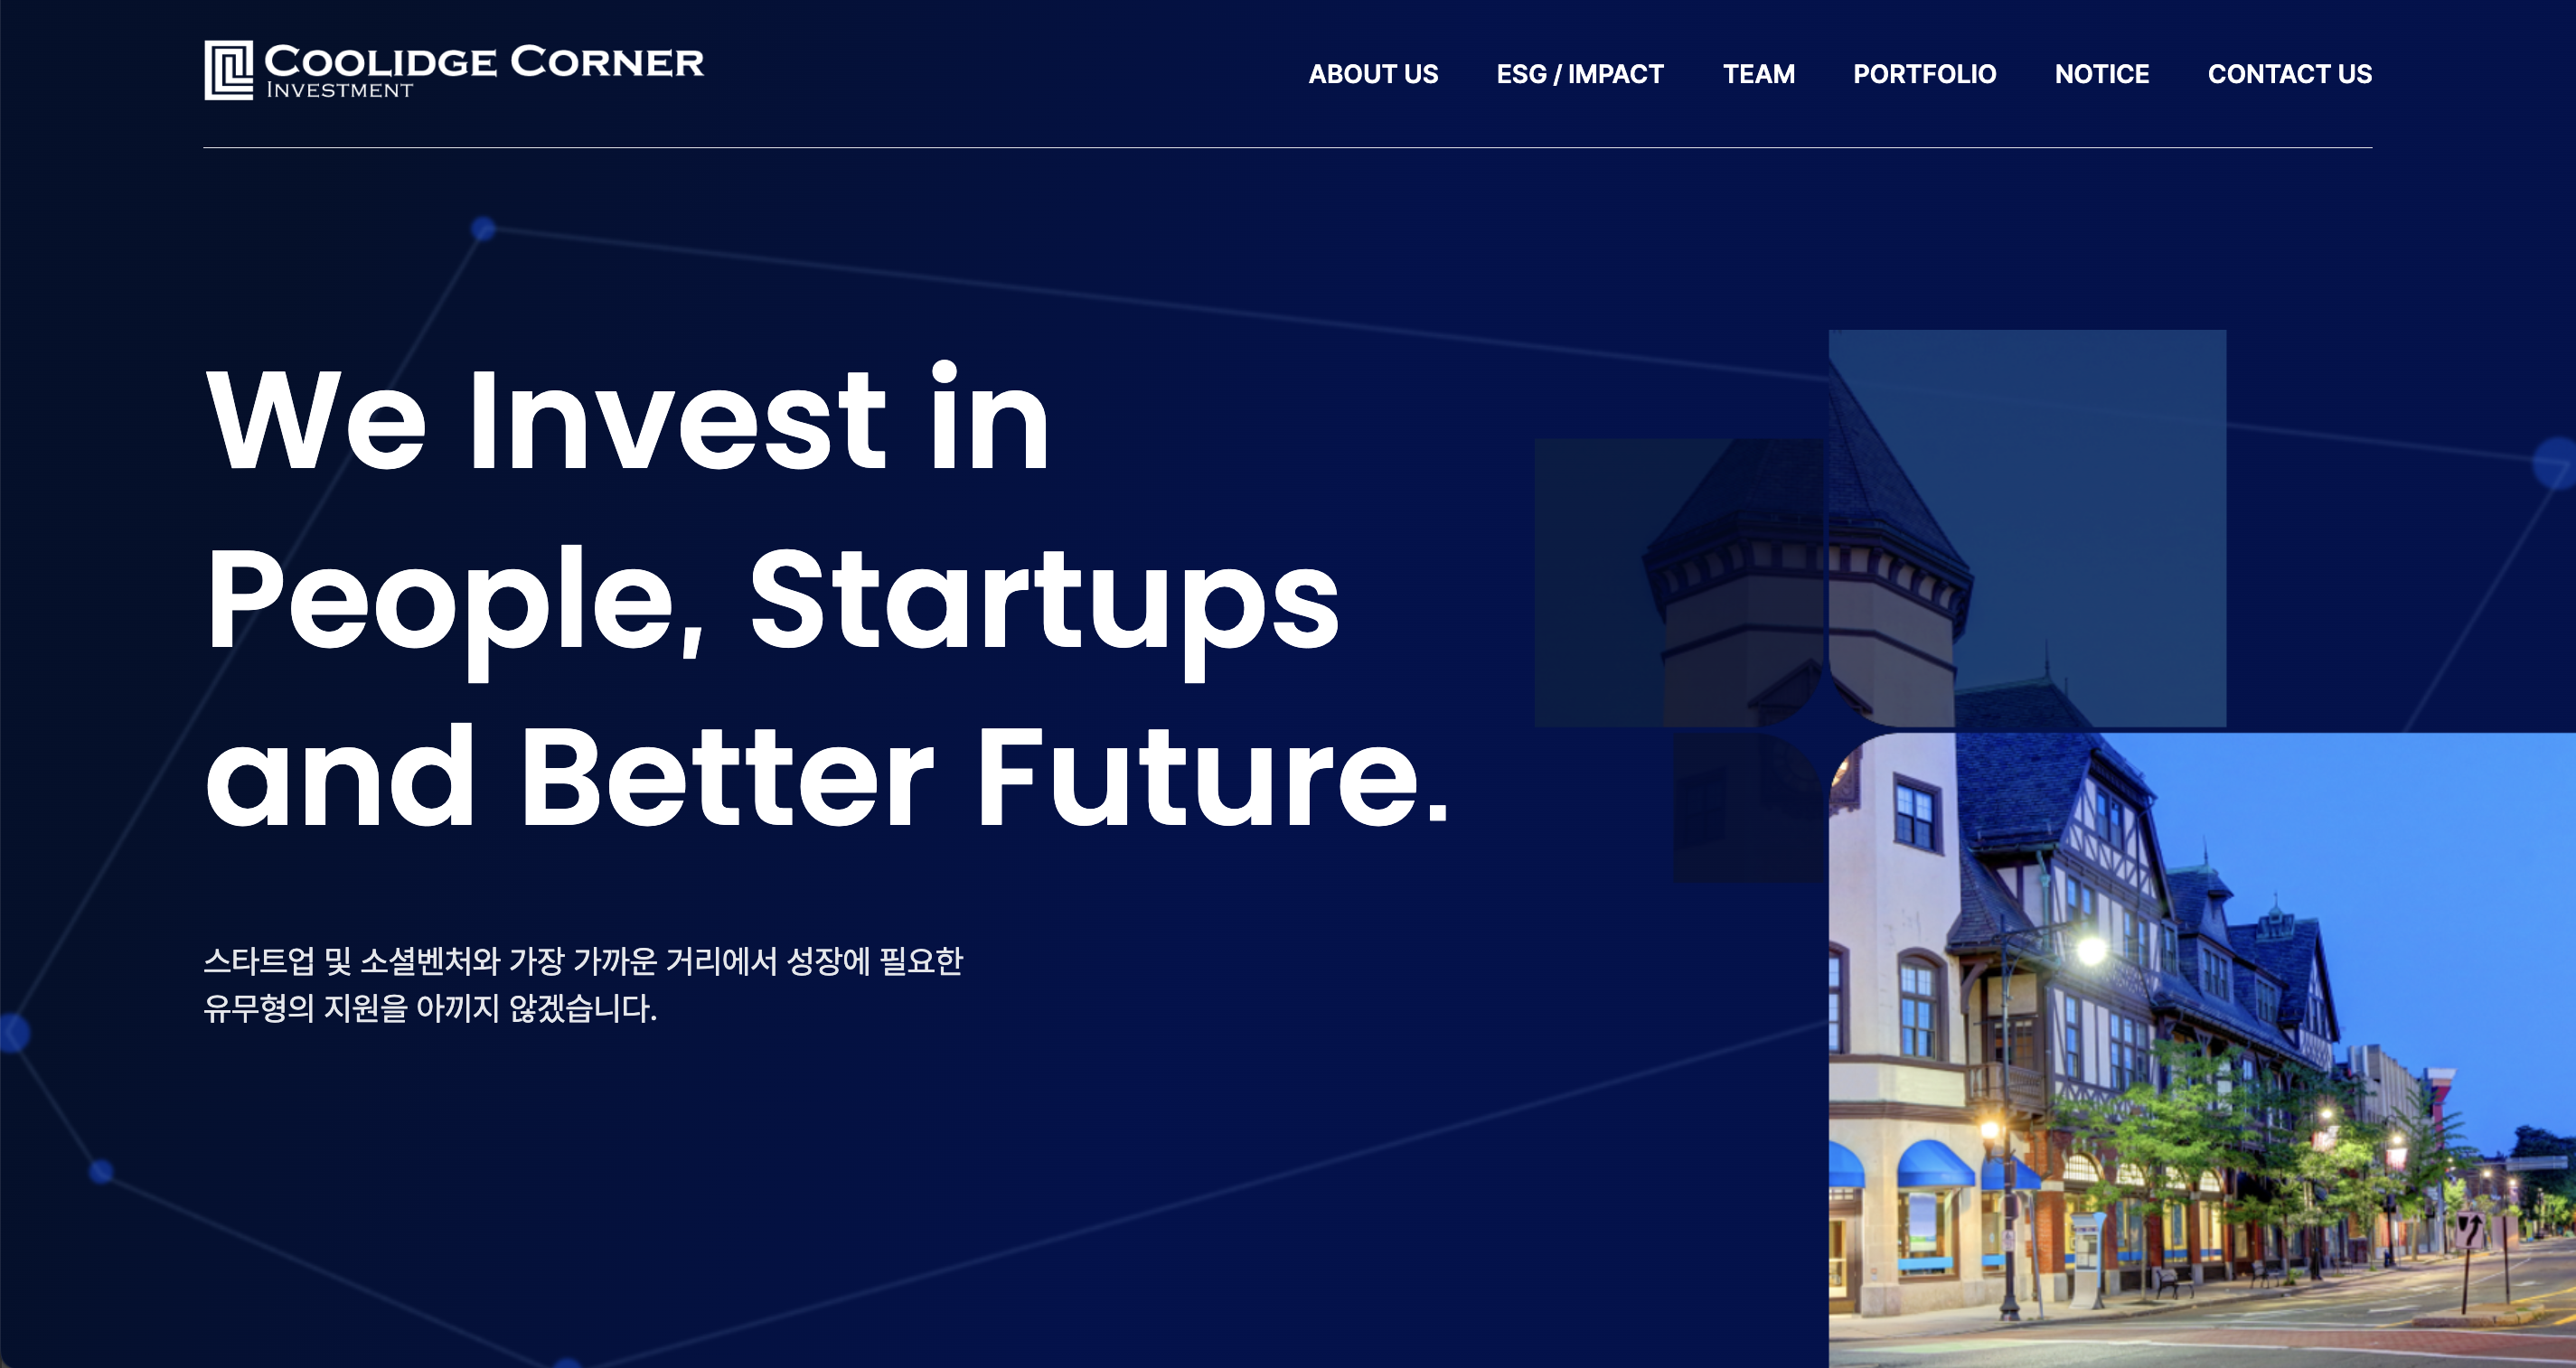 COOLIDGE CORNER
INVESTMENT
ABOUT US
ESG / IMPACT
TEAM
PORTFOLIO
NOTICE
CONTACT US
We Invest in
People, Startups
and Better Future.
스타트업 및 소셜벤처와 가장 가까운 거리에서 성장에 필요한
유무형의 지원을 아끼지 않겠습니다.